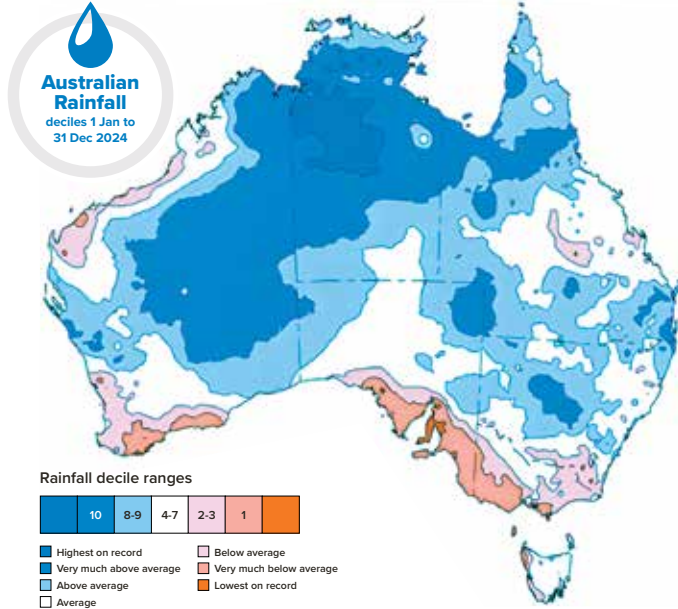 Australian
Rainfall
deciles 1 Jan to
31 Dec 2024
Rainfall decile ranges
10 8-9 4-7 2-3 1
Highest on record
Very much above average
Above average
Average
Below average
Very much below average
Lowest on record